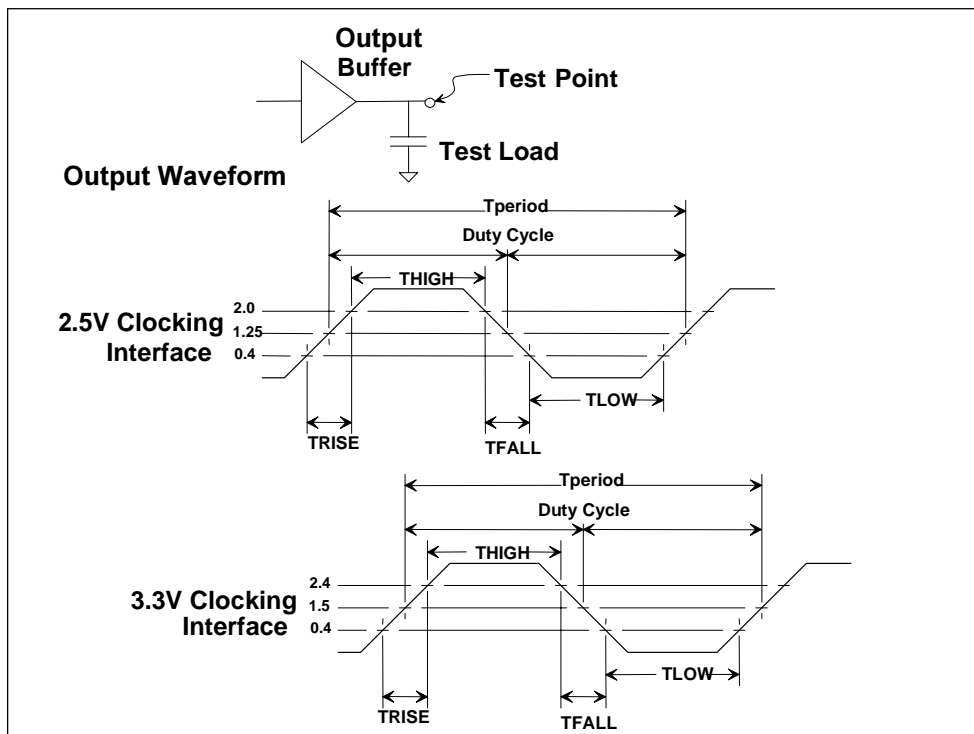 Output
Buffer
Test Point
Test Load
Output Waveform
Tperiod
Duty Cycle
THIGH
2.0
2.5V Clocking
1.25
Interface
0.4
TLOW
TRISE
TFALL
Tperiod
Duty Cycle
THIGH
2.4
3.3V Clocking
1.5
Interface
0.4
TLOW
TRISE
TFALL